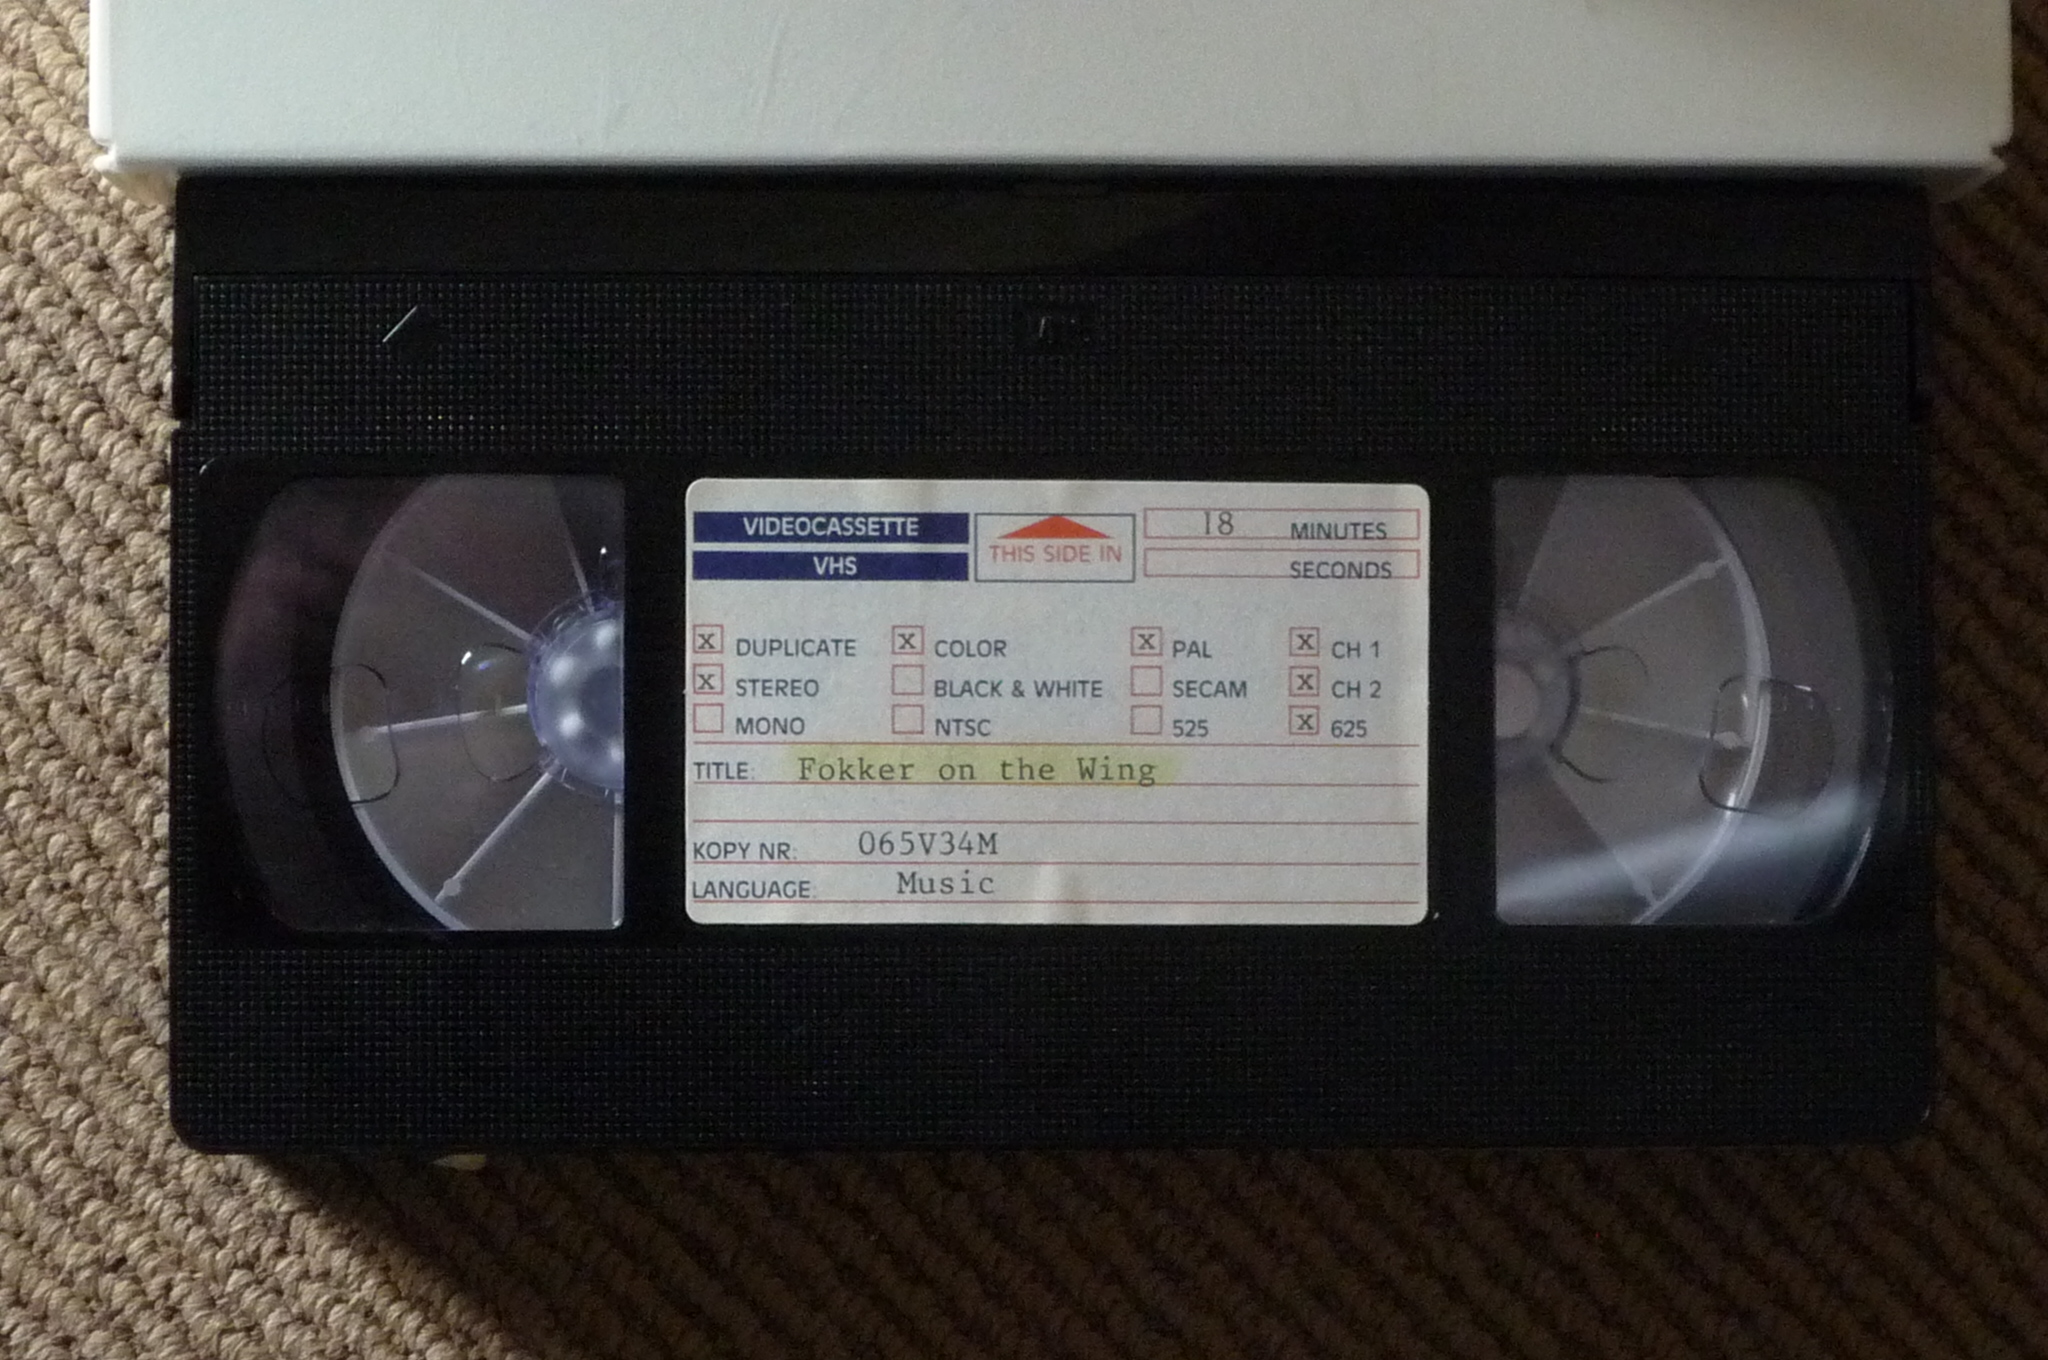 VIDEOCASSETTE
VHS
THIS SIDE IN
18 MINUTES
SECONDS
X DUPLICATE X COLOR X PAL X CH 1
X STEREO BLACK & WHITE SECAM X CH 2
MONO NTSC 525 X 625
TITLE: Fokker on the Wing
KOPY NR: 065V34M
LANGUAGE: Music